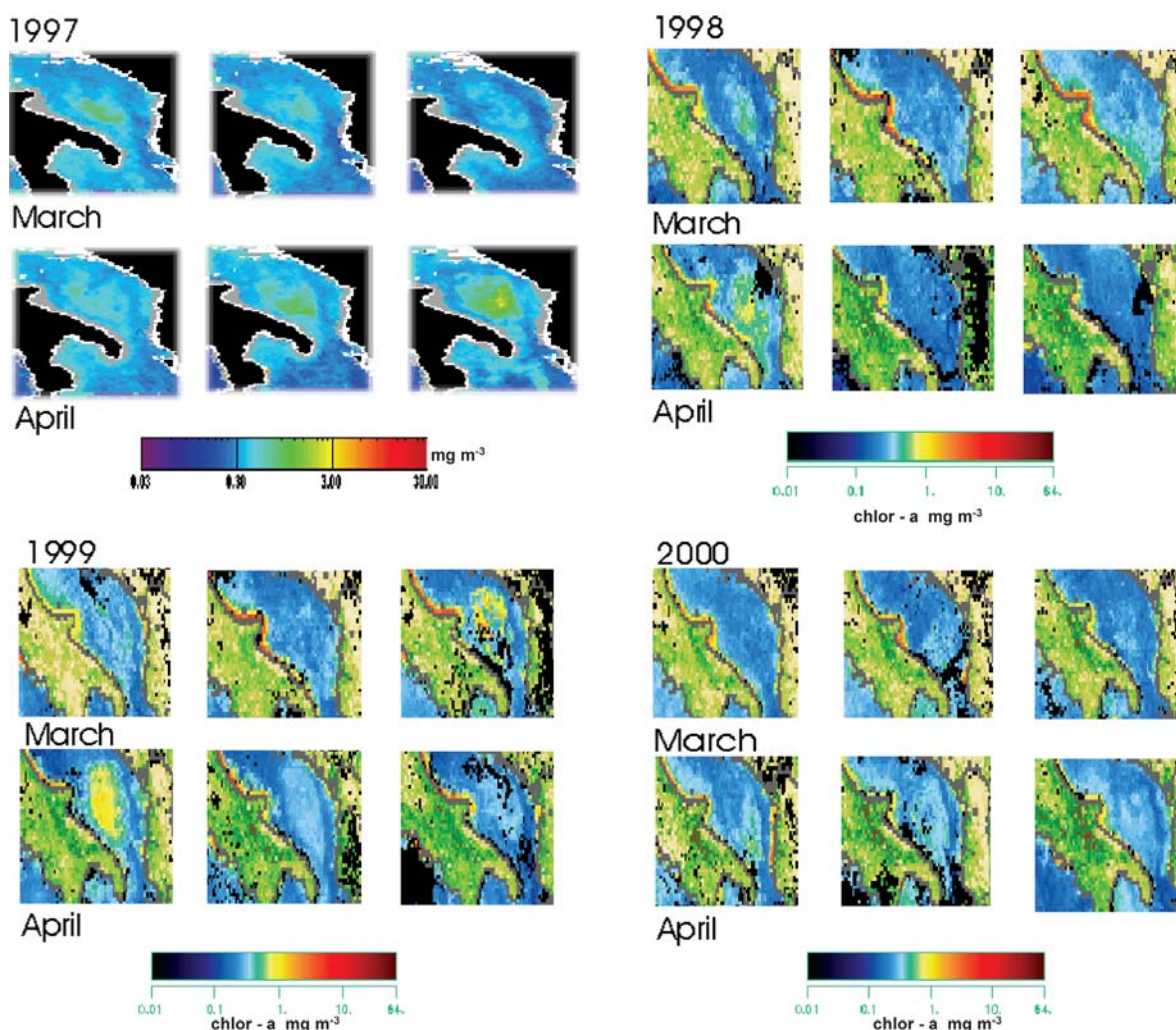 1997
March
April
mg m⁻³
0.03 0.30 3.00 30.00
1998
March
April
0.01 0.1 1. 10. 64.
chlor - a mg m⁻³
1999
March
April
0.01 0.1 1. 10. 64.
chlor - a mg m⁻³
2000
March
April
0.01 0.1 1. 10. 64.
chlor - a mg m⁻³